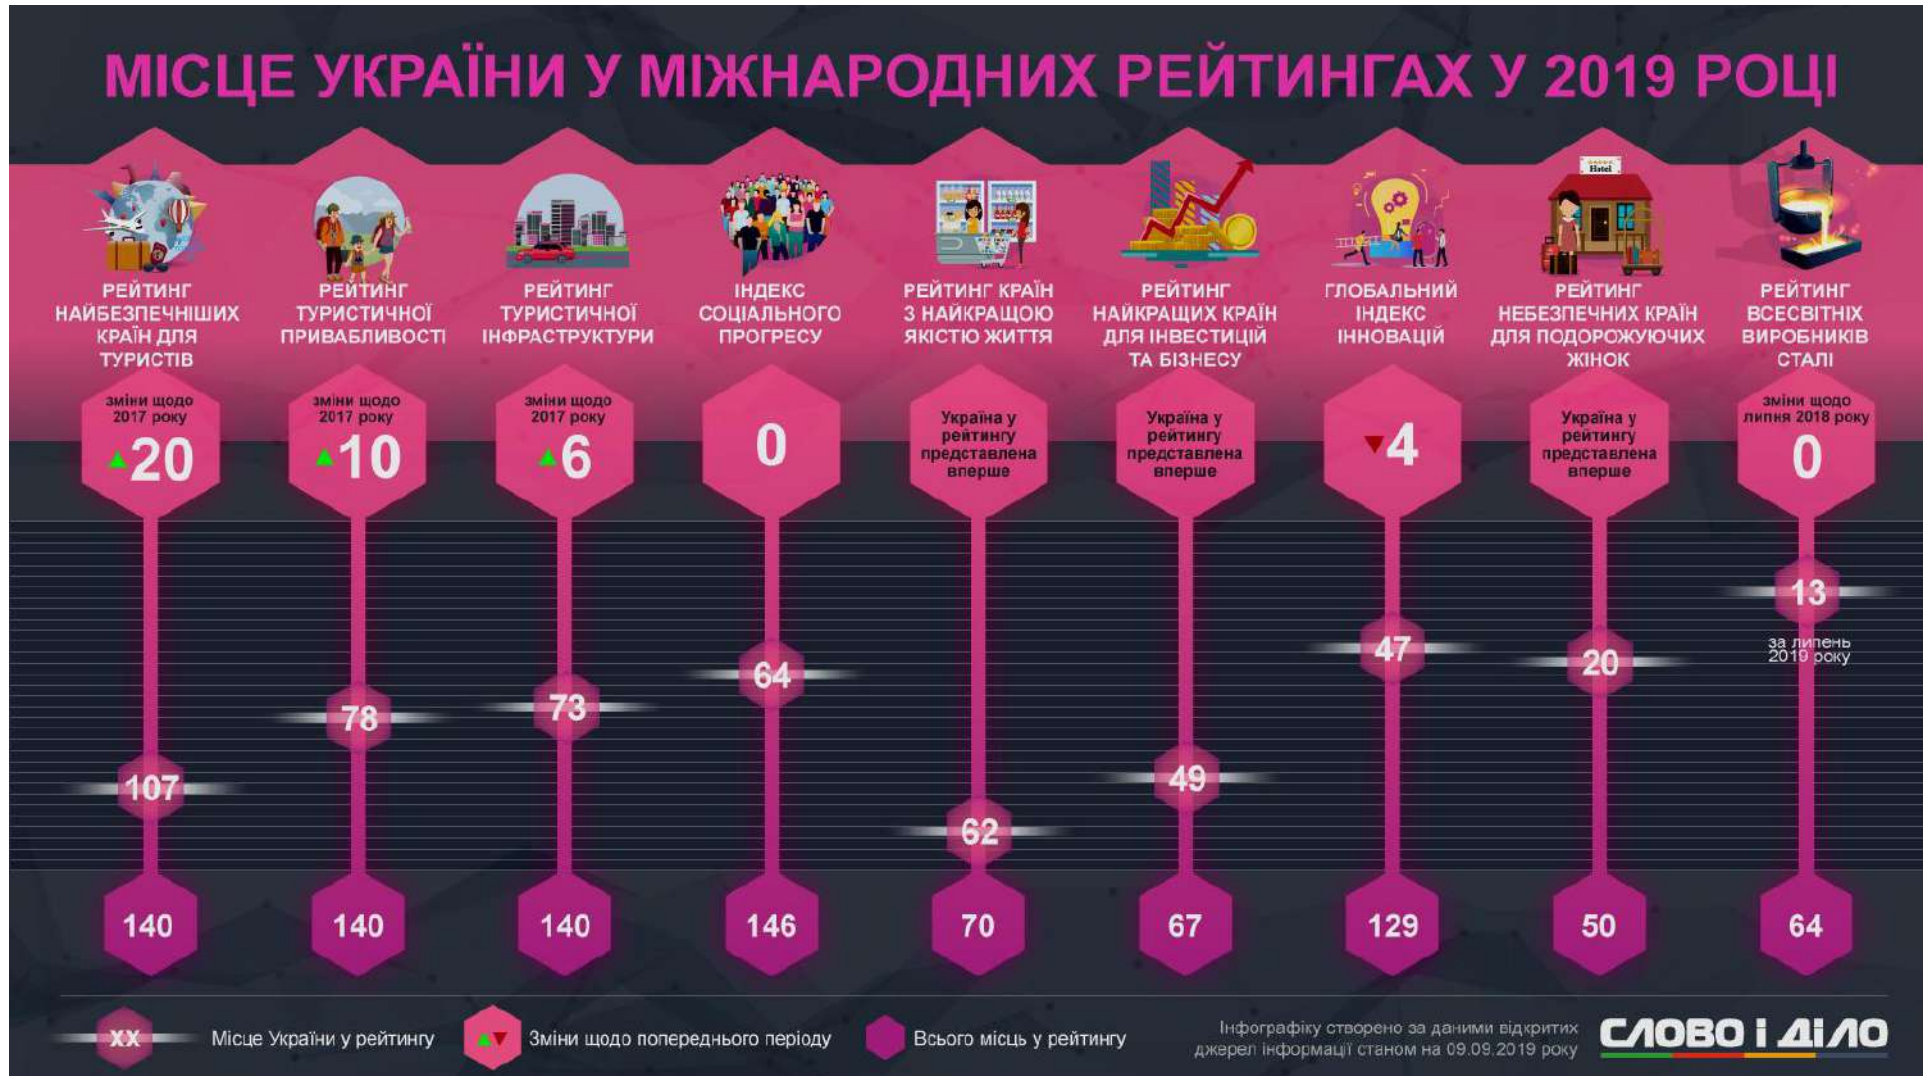 МІСЦЕ УКРАЇНИ У МІЖНАРОДНИХ РЕЙТИНГАХ У 2019 РОЦІ
РЕЙТИНГ
НАЙБЕЗПЕЧНІШИХ
КРАЇН ДЛЯ
ТУРИСТІВ
зміни щодо
2017 року
▲20
107
140
РЕЙТИНГ
ТУРИСТИЧНОЇ
ПРИВАБЛИВОСТІ
зміни щодо
2017 року
▲10
78
140
РЕЙТИНГ
ТУРИСТИЧНОЇ
ІНФРАСТРУКТУРИ
зміни щодо
2017 року
▲6
73
140
ІНДЕКС
СОЦІАЛЬНОГО
ПРОГРЕСУ
0
64
146
РЕЙТИНГ КРАЇН
З НАЙКРАЩОЮ
ЯКІСТЮ ЖИТТЯ
Україна у
рейтингу
представлена
вперше
62
70
РЕЙТИНГ
НАЙКРАЩИХ КРАЇН
ДЛЯ ІНВЕСТИЦІЙ
ТА БІЗНЕСУ
Україна у
рейтингу
представлена
вперше
49
67
ГЛОБАЛЬНИЙ
ІНДЕКС
ІННОВАЦІЙ
▼4
47
129
Hotel
РЕЙТИНГ
НЕБЕЗПЕЧНИХ КРАЇН
ДЛЯ ПОДОРОЖУЮЧИХ
ЖІНОК
Україна у
рейтингу
представлена
вперше
20
50
РЕЙТИНГ
ВСЕСВІТНІХ
ВИРОБНИКІВ
СТАЛІ
зміни щодо
липня 2018 року
0
13
за липень
2019 року
64
XX
Місце України у рейтингу
▲▼
Зміни щодо попереднього періоду
Всього місць у рейтингу
Інфографіку створено за даними відкритих
джерел інформації станом на 09.09.2019 року
СЛОВО І ДІЛО